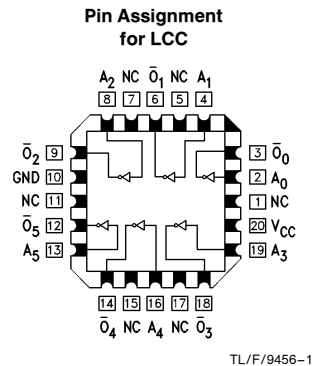 Pin Assignment
for LCC
A2 NC Ō1 NC A1
8 7 6 5 4
Ō2 9
GND 10
NC 11
Ō5 12
A5 13
3 Ō0
2 A0
1 NC
20 VCC
19 A3
14 15 16 17 18
Ō4 NC A4 NC Ō3
TL/F/9456–1